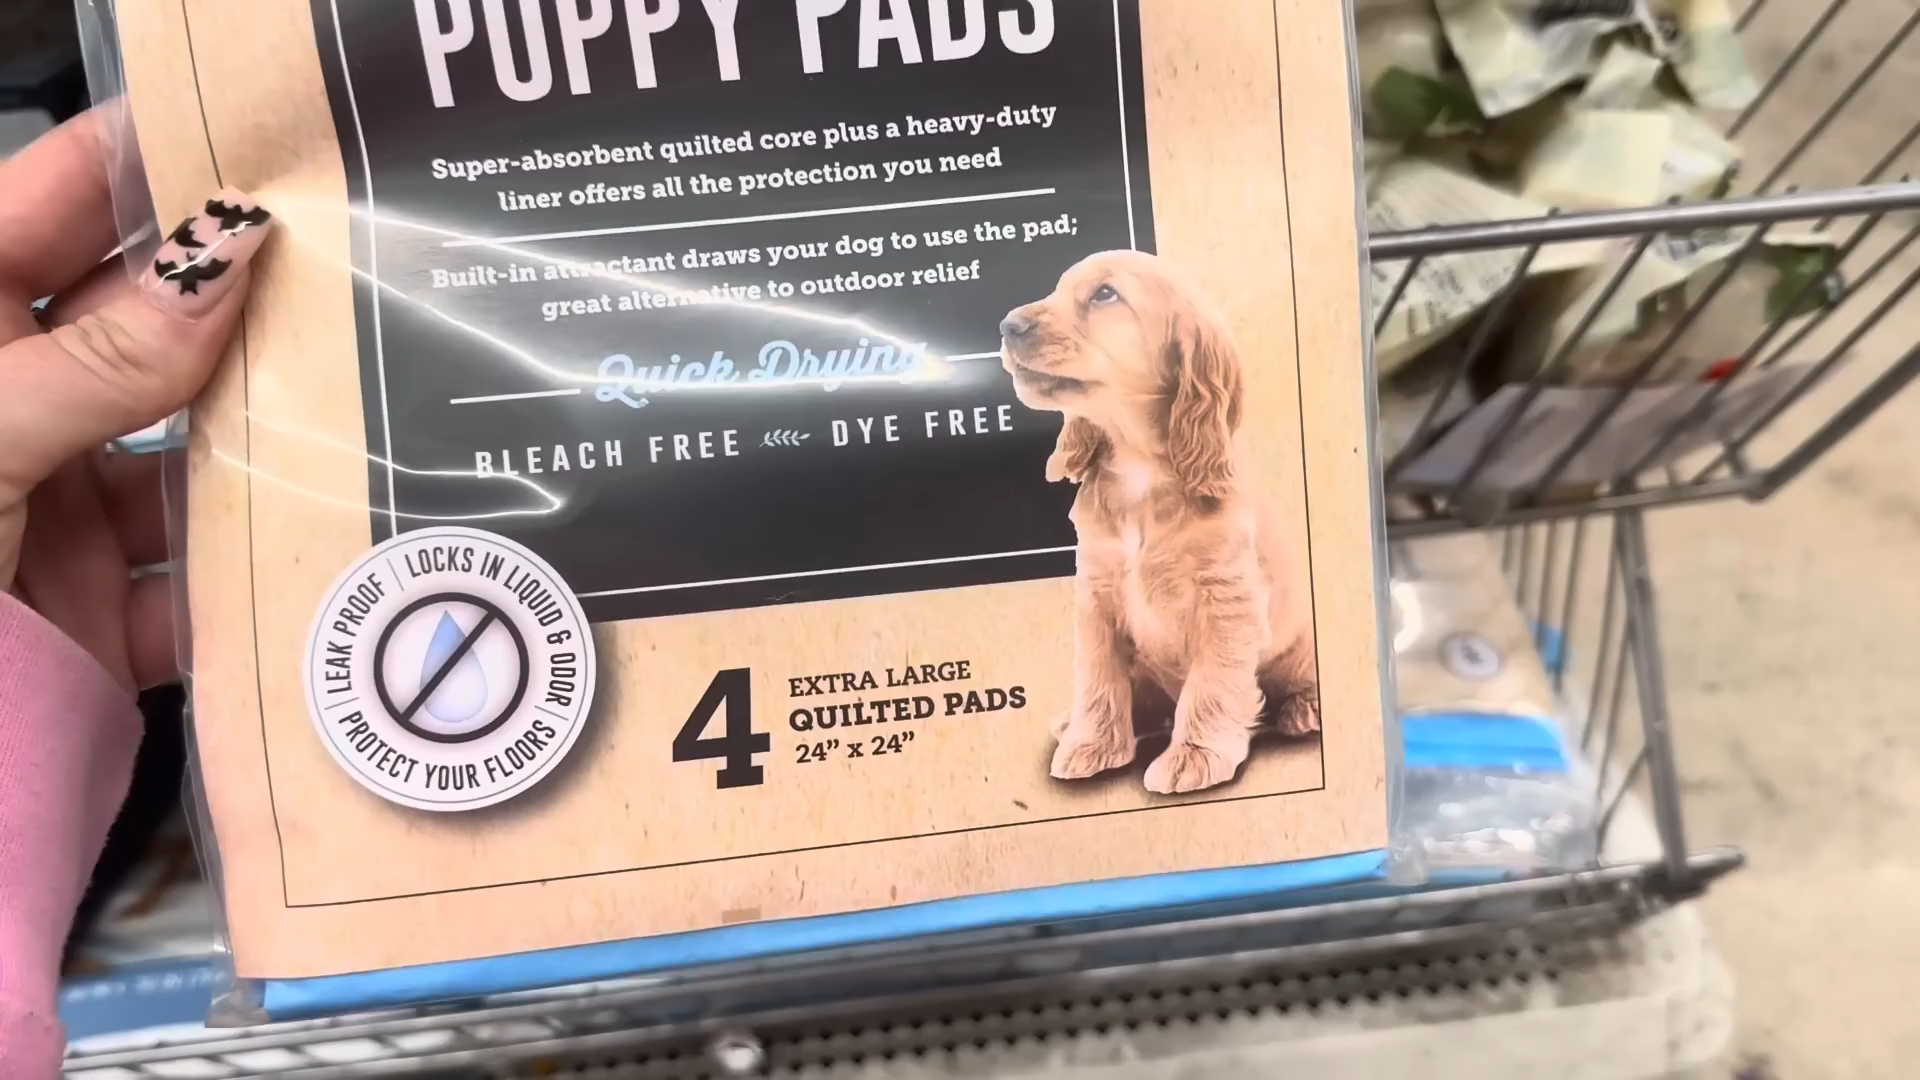 PUPPY PADS
Super-absorbent quilted core plus a heavy-duty
liner offers all the protection you need
Built-in attractant draws your dog to use the pad;
great alternative to outdoor relief
Quick Drying
BLEACH FREE DYE FREE
LEAK PROOF | LOCKS IN LIQUID & ODOR | PROTECT YOUR FLOORS
4 EXTRA LARGE
QUILTED PADS
24” x 24”